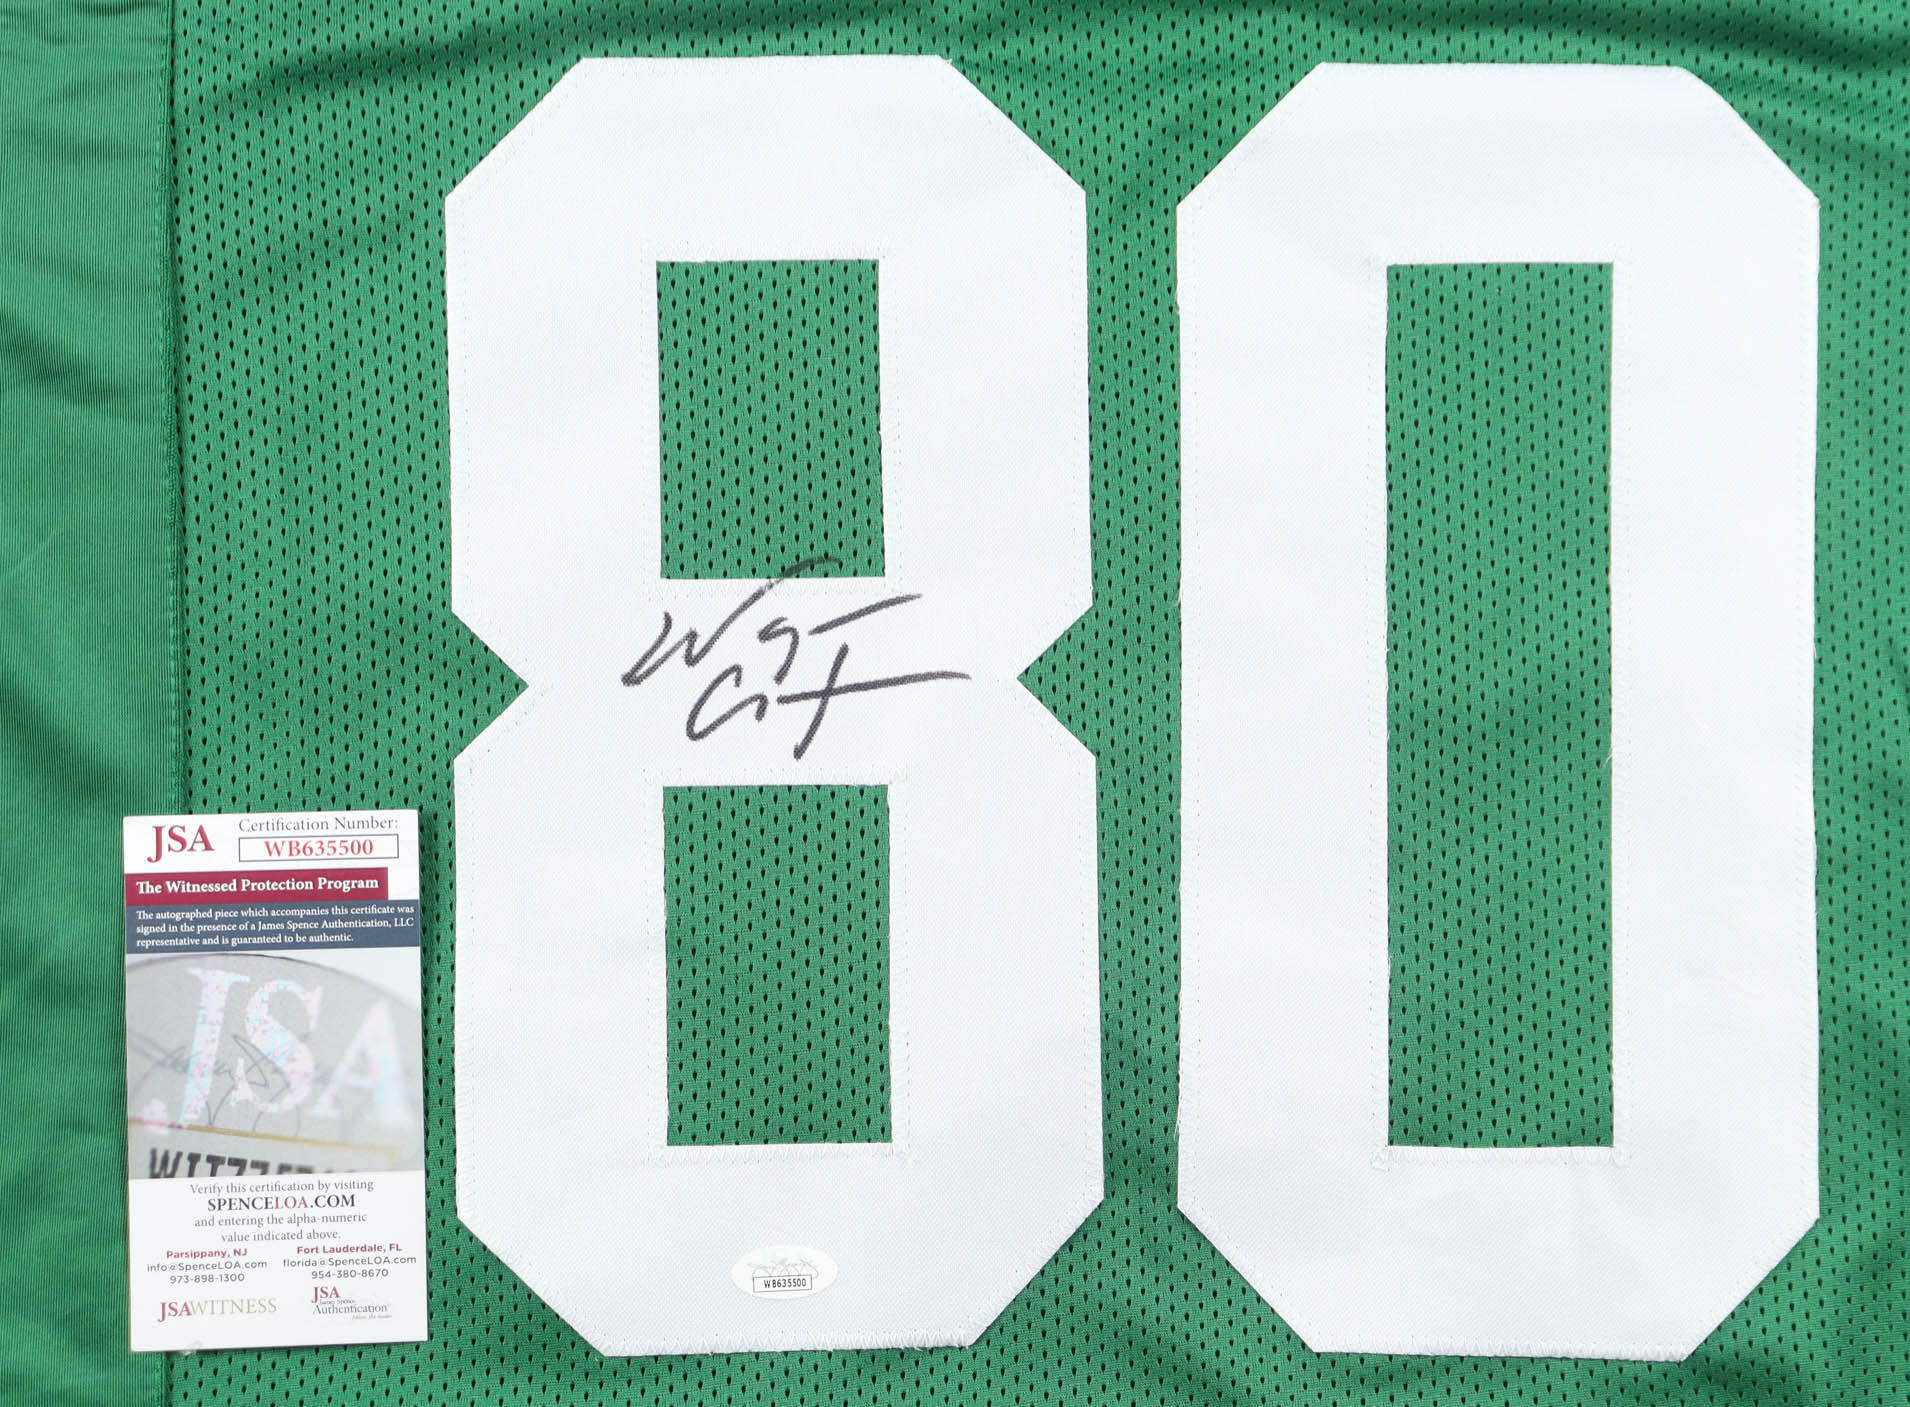 80
JSA
Certification Number:
WB635500
The Witnessed Protection Program
The autographed piece which accompanies this certificate was
signed in the presence of a James Spence Authentication, LLC
representative and is guaranteed to be authentic.
JSA
Verify this certification by visiting
SPENCELOA.COM
and entering the alpha-numeric
value indicated above.
Parsippany, NJ
info@SpenceLOA.com
973-898-1300
Fort Lauderdale, FL
florida@SpenceLOA.com
954-380-8670
JSAWITNESS
JSA
Authentication
WB635500